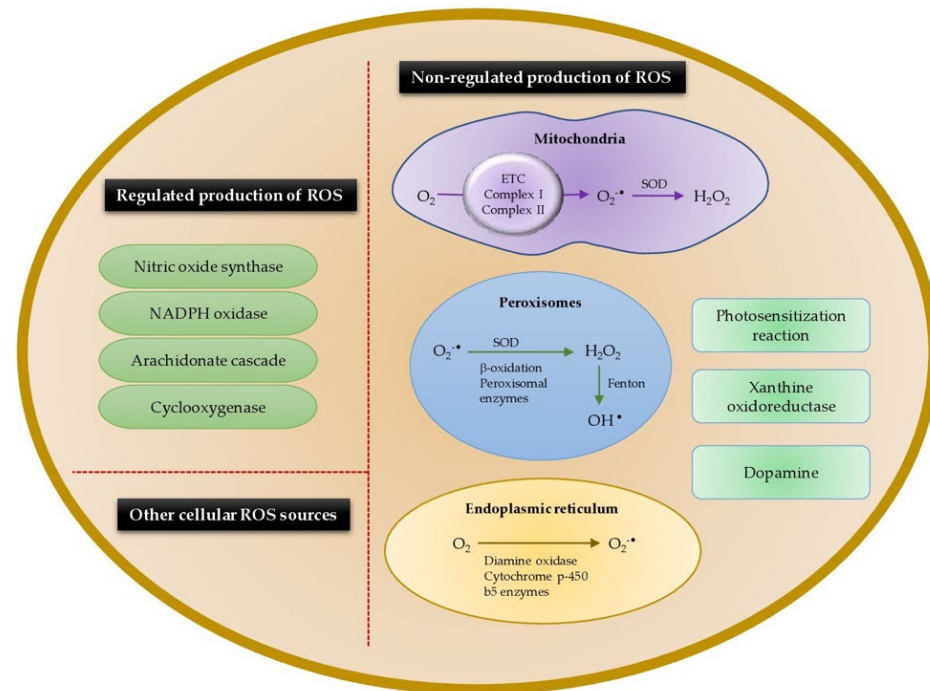 Non-regulated production of ROS
Mitochondria
O₂
ETC
Complex I
Complex II
O₂⁻•
SOD
H₂O₂
Regulated production of ROS
Nitric oxide synthase
NADPH oxidase
Arachidonate cascade
Cyclooxygenase
Peroxisomes
O₂⁻•
SOD
β-oxidation
Peroxisomal
enzymes
H₂O₂
Fenton
OH•
Photosensitization
reaction
Xanthine
oxidoreductase
Dopamine
Other cellular ROS sources
Endoplasmic reticulum
O₂
Diamine oxidase
Cytochrome p-450
b5 enzymes
O₂⁻•